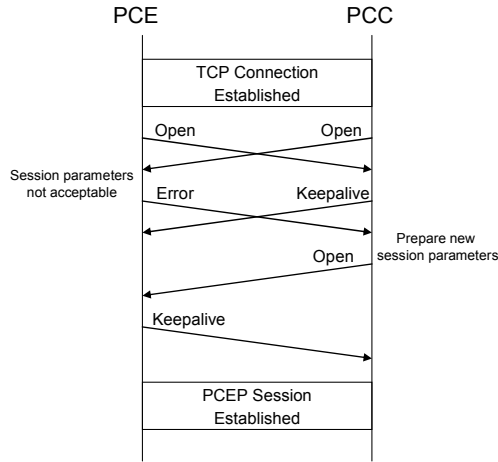 PCE
PCC
TCP Connection
Established
Open
Open
Session parameters
not acceptable
Error
Keepalive
Prepare new
session parameters
Open
Keepalive
PCEP Session
Established